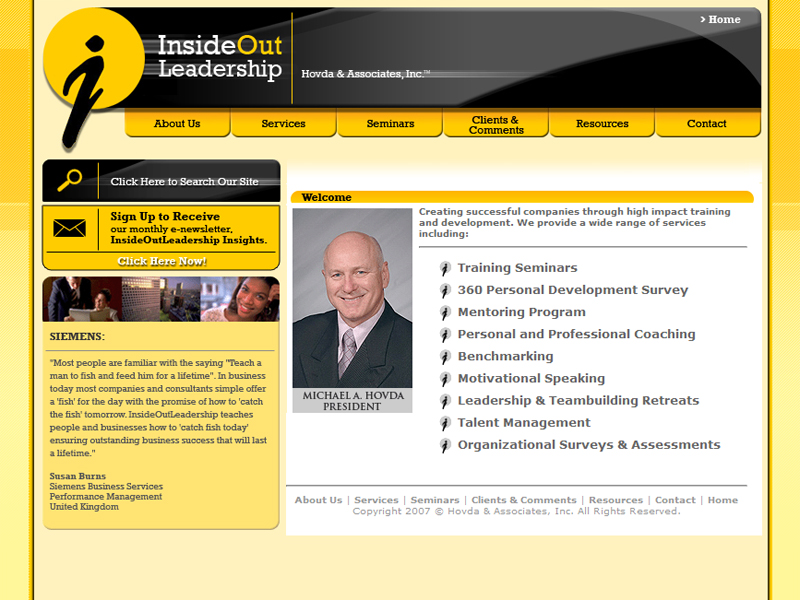 > Home
InsideOut
Leadership
Hovda & Associates, Inc.™
About Us
Services
Seminars
Clients &
Comments
Resources
Contact
Click Here to Search Our Site
Sign Up to Receive
our monthly e-newsletter,
InsideOutLeadership Insights.
Click Here Now!
SIEMENS:
"Most people are familiar with the saying "Teach a
man to fish and feed him for a lifetime". In business
today most companies and consultants simple offer
a 'fish' for the day with the promise of how to 'catch
the fish' tomorrow. InsideOutLeadership teaches
people and businesses how to 'catch fish today'
ensuring outstanding business success that will last
a lifetime."
Susan Burns
Siemens Business Services
Performance Management
United Kingdom
Welcome
MICHAEL A. HOVDA
PRESIDENT
Creating successful companies through high impact training
and development. We provide a wide range of services
including:
Training Seminars
360 Personal Development Survey
Mentoring Program
Personal and Professional Coaching
Benchmarking
Motivational Speaking
Leadership & Teambuilding Retreats
Talent Management
Organizational Surveys & Assessments
About Us | Services | Seminars | Clients & Comments | Resources | Contact | Home
Copyright 2007 © Hovda & Associates, Inc. All Rights Reserved.